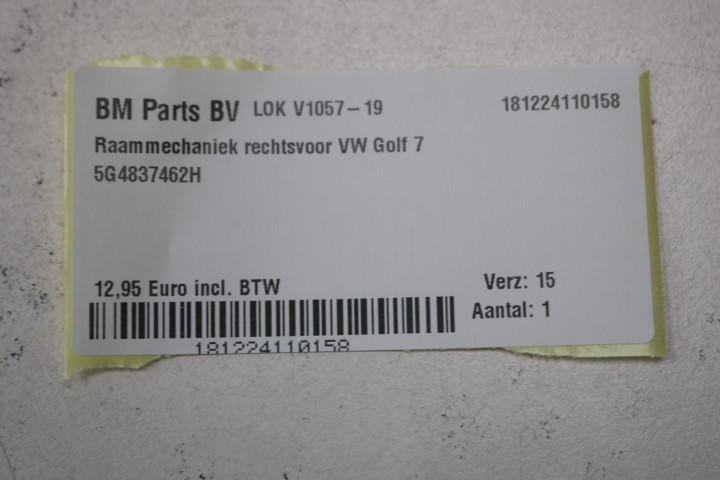 BM Parts BV LOK V1057-19 181224110158
Raammechaniek rechtsvoor VW Golf 7
5G4837462H
12,95 Euro incl. BTW Verz: 15
Aantal: 1
181224110158